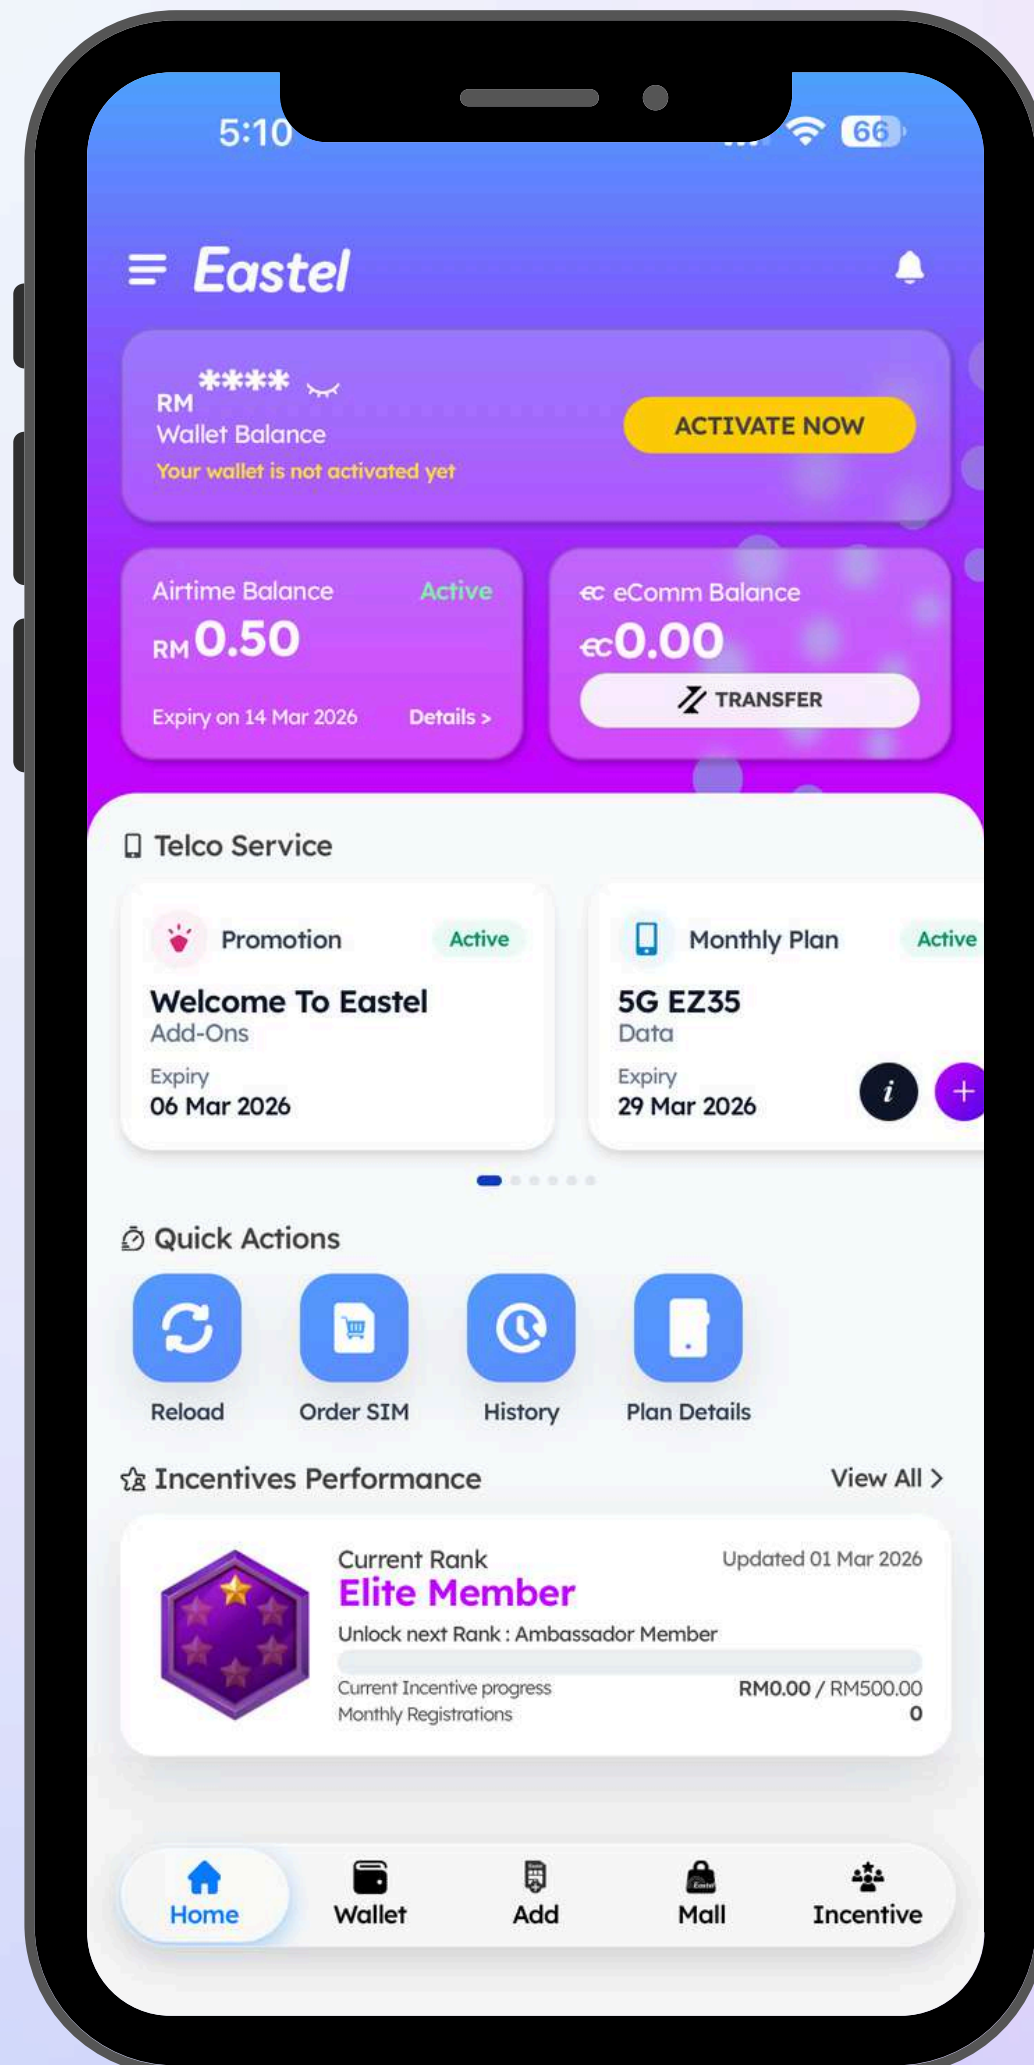 5:10
66
Eastel
RM ****
Wallet Balance
Your wallet is not activated yet
ACTIVATE NOW
Airtime Balance Active
RM 0.50
Expiry on 14 Mar 2026 Details >
eC eComm Balance
eC 0.00
TRANSFER
Telco Service
Promotion Active
Welcome To Eastel
Add-Ons
Expiry
06 Mar 2026
Monthly Plan Active
5G EZ35
Data
Expiry
29 Mar 2026
i +
Quick Actions
Reload
Order SIM
History
Plan Details
Incentives Performance View All >
Current Rank Updated 01 Mar 2026
Elite Member
Unlock next Rank : Ambassador Member
Current Incentive progress RM0.00 / RM500.00
Monthly Registrations 0
Home
Wallet
Add
Mall
Incentive